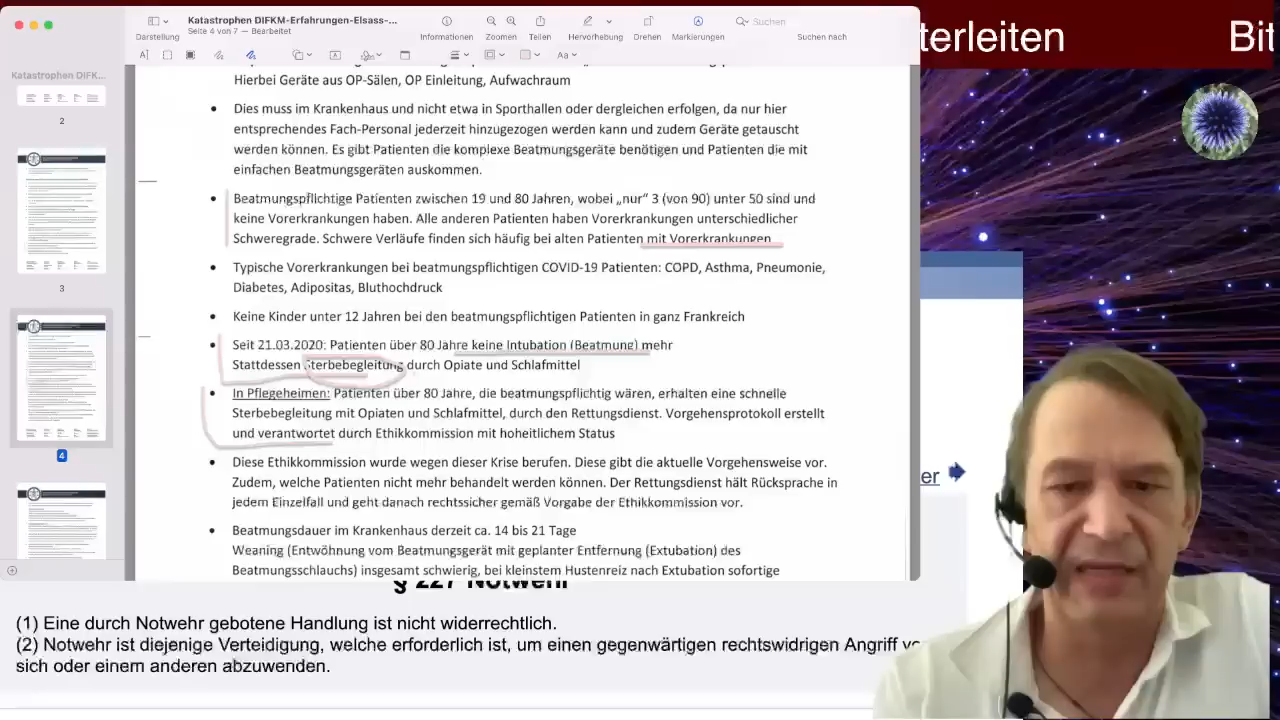 Katastrophen DIFKM-Erfahrungen-Elsass-...
Seite 4 von 7 — Bearbeitet
Darstellung
Informationen
Zoomen
Teilen
Hervorhebung
Drehen
Markierungen
Suchen
Suchen nach
terleiten
Bit
Katastrophen DIFK...
2
3
4
Hierbei Geräte aus OP-Sälen, OP Einleitung, Aufwachraum
• Dies muss im Krankenhaus und nicht etwa in Sporthallen oder dergleichen erfolgen, da nur hier
entsprechendes Fach-Personal jederzeit hinzugezogen werden kann und zudem Geräte getauscht
werden können. Es gibt Patienten die komplexe Beatmungsgeräte benötigen und Patienten die mit
einfachen Beatmungsgeräten auskommen.
• Beatmungspflichtige Patienten zwischen 19 und 80 Jahren, wobei „nur“ 3 (von 90) unter 50 sind und
keine Vorerkrankungen haben. Alle anderen Patienten haben Vorerkrankungen unterschiedlicher
Schweregrade. Schwere Verläufe finden sich häufig bei alten Patienten mit Vorerkrankungen
• Typische Vorerkrankungen bei beatmungspflichtigen COVID-19 Patienten: COPD, Asthma, Pneumonie,
Diabetes, Adipositas, Bluthochdruck
• Keine Kinder unter 12 Jahren bei den beatmungspflichtigen Patienten in ganz Frankreich
• Seit 21.03.2020: Patienten über 80 Jahre keine Intubation (Beatmung) mehr
Stattdessen Sterbebegleitung durch Opiate und Schlafmittel
• In Pflegeheimen: Patienten über 80 Jahre, die beatmungspflichtig wären, erhalten eine schnelle
Sterbebegleitung mit Opiaten und Schlafmittel, durch den Rettungsdienst. Vorgehensprotokoll erstellt
und verantwortet durch Ethikkommission mit hoheitlichem Status
• Diese Ethikkommission wurde wegen dieser Krise berufen. Diese gibt die aktuelle Vorgehensweise vor.
Zudem, welche Patienten nicht mehr behandelt werden können. Der Rettungsdienst hält Rücksprache in
jedem Einzelfall und geht danach rechtssicher gemäß Vorgabe der Ethikkommission vor.
• Beatmungsdauer im Krankenhaus derzeit ca. 14 bis 21 Tage
Weaning (Entwöhnung vom Beatmungsgerät mit geplanter Entfernung (Extubation) des
Beatmungsschlauchs) insgesamt schwierig, bei kleinstem Hustenreiz nach Extubation sofortige
er
§ 227 Notwehr
(1) Eine durch Notwehr gebotene Handlung ist nicht widerrechtlich.
(2) Notwehr ist diejenige Verteidigung, welche erforderlich ist, um einen gegenwärtigen rechtswidrigen Angriff
sich oder einem anderen abzuwenden.